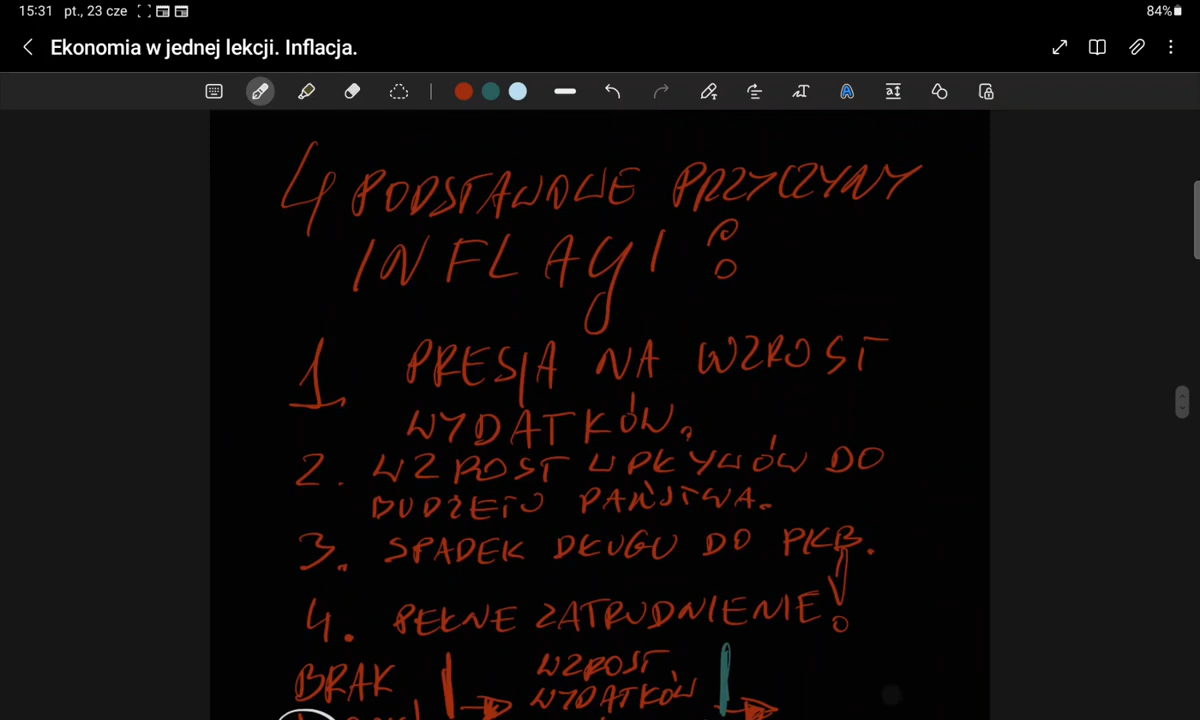 15:31 pt., 23 cze 84%
Ekonomia w jednej lekcji. Inflacja.
4 PODSTAWOWE PRZYCZYNY
INFLACJI ?
1. PRESJA NA WZROST
WYDATKÓW.
2. WZROST WPŁYWÓW DO
BUDŻETU PAŃSTWA.
3. SPADEK DŁUGU DO PKB.
4. PEŁNE ZATRUDNIENIE!
BRAK WZROST
WYDATKÓW